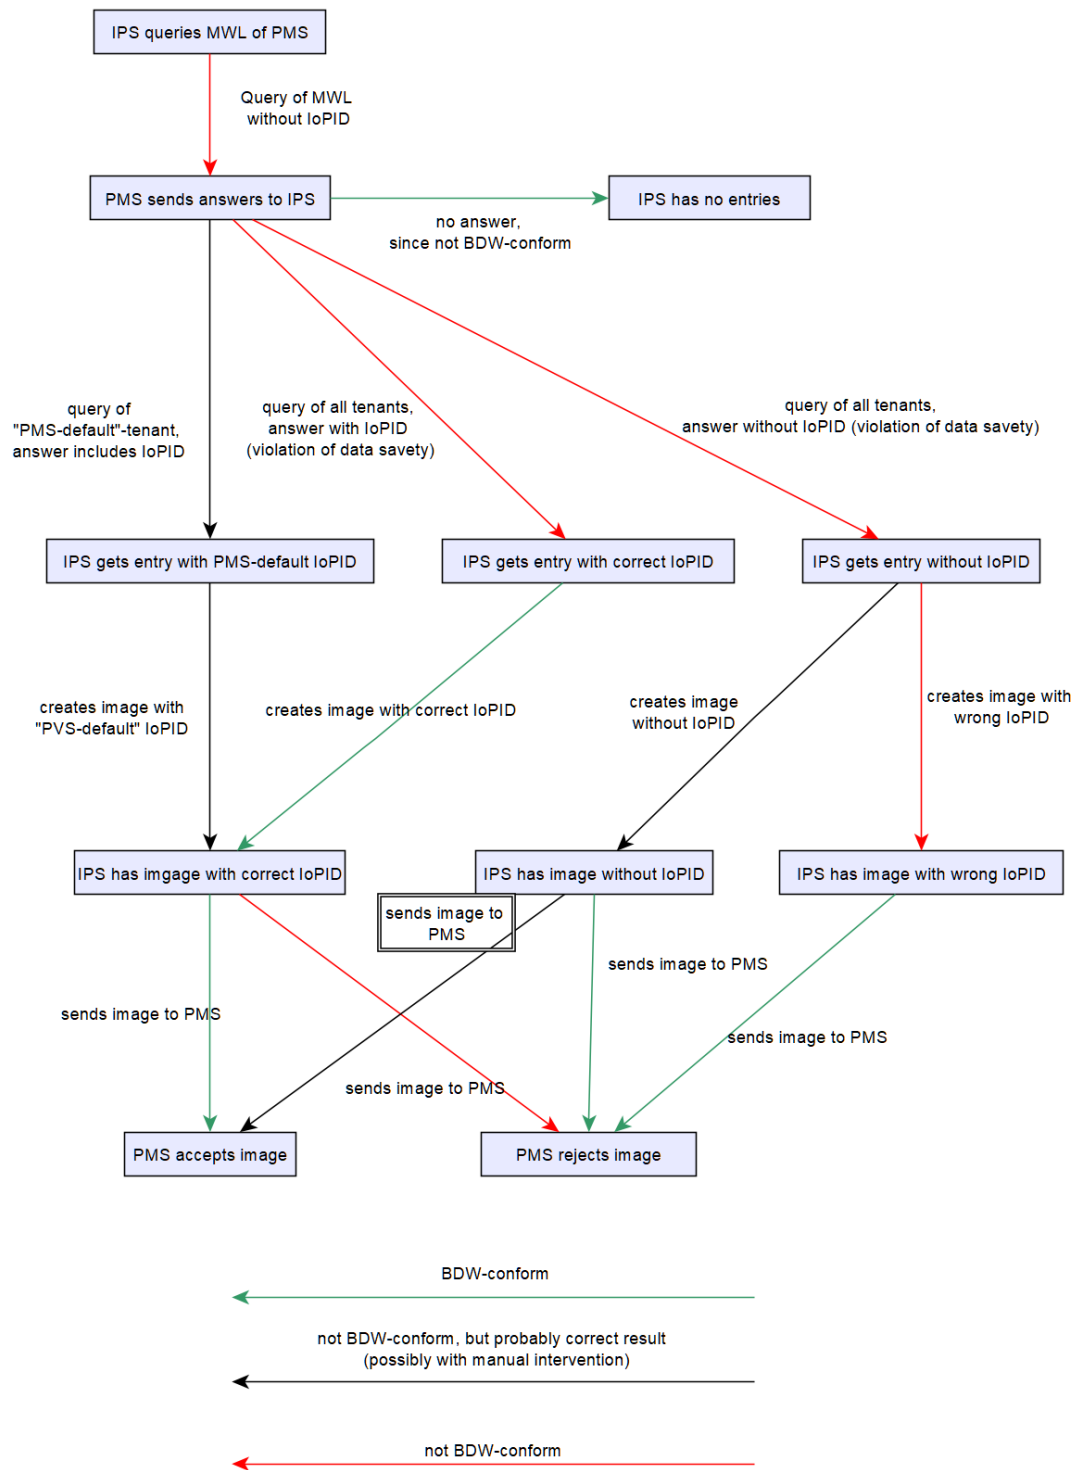 IPS queries MWL of PMS
Query of MWL
without IoPID
PMS sends answers to IPS
IPS has no entries
no answer,
since not BDW-conform
query of
"PMS-default"-tenant,
answer includes IoPID
query of all tenants,
answer with IoPID
(violation of data savety)
query of all tenants,
answer without IoPID (violation of data savety)
IPS gets entry with PMS-default IoPID
IPS gets entry with correct IoPID
IPS gets entry without IoPID
creates image with
"PVS-default" IoPID
creates image with correct IoPID
creates image
without IoPID
creates image with
wrong IoPID
IPS has imgage with correct IoPID
IPS has image without IoPID
IPS has image with wrong IoPID
sends image to
PMS
sends image to PMS
sends image to PMS
sends image to PMS
sends image to PMS
PMS accepts image
PMS rejects image
BDW-conform
not BDW-conform, but probably correct result
(possibly with manual intervention)
not BDW-conform